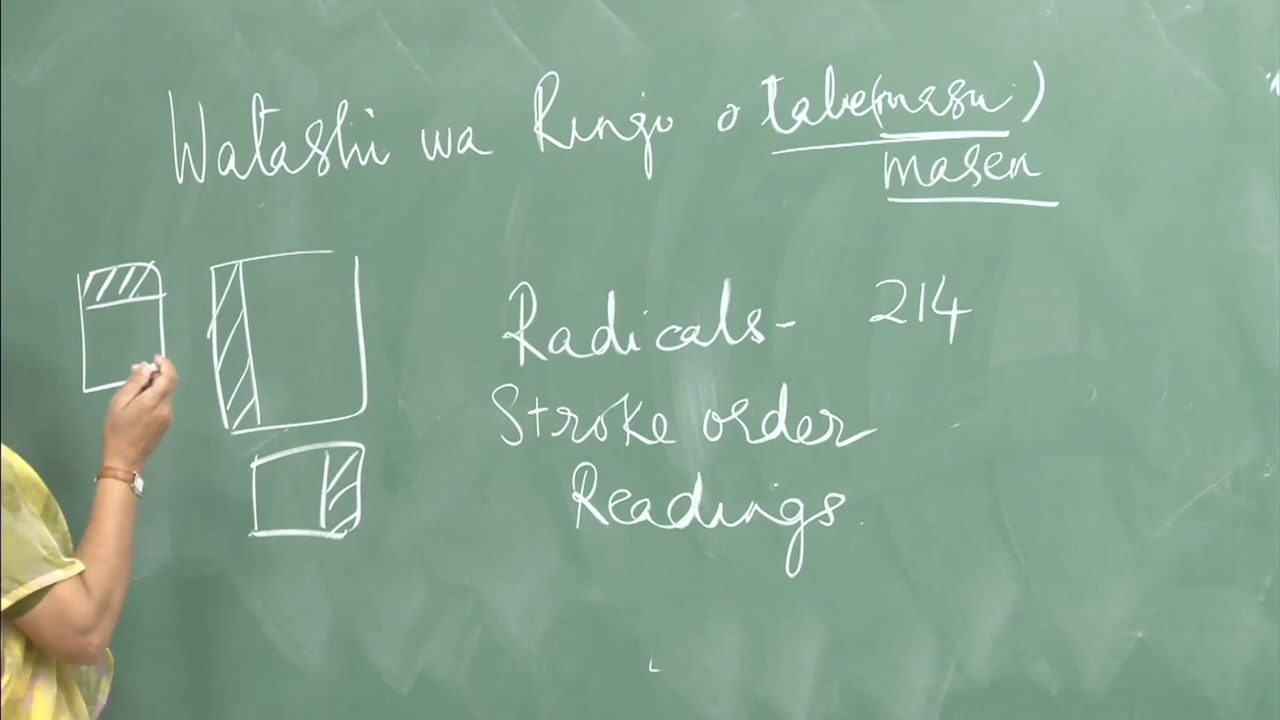 Watashi wa Ringo o tabe(masu)
masen
Radicals- 214
Stroke order
Readings.